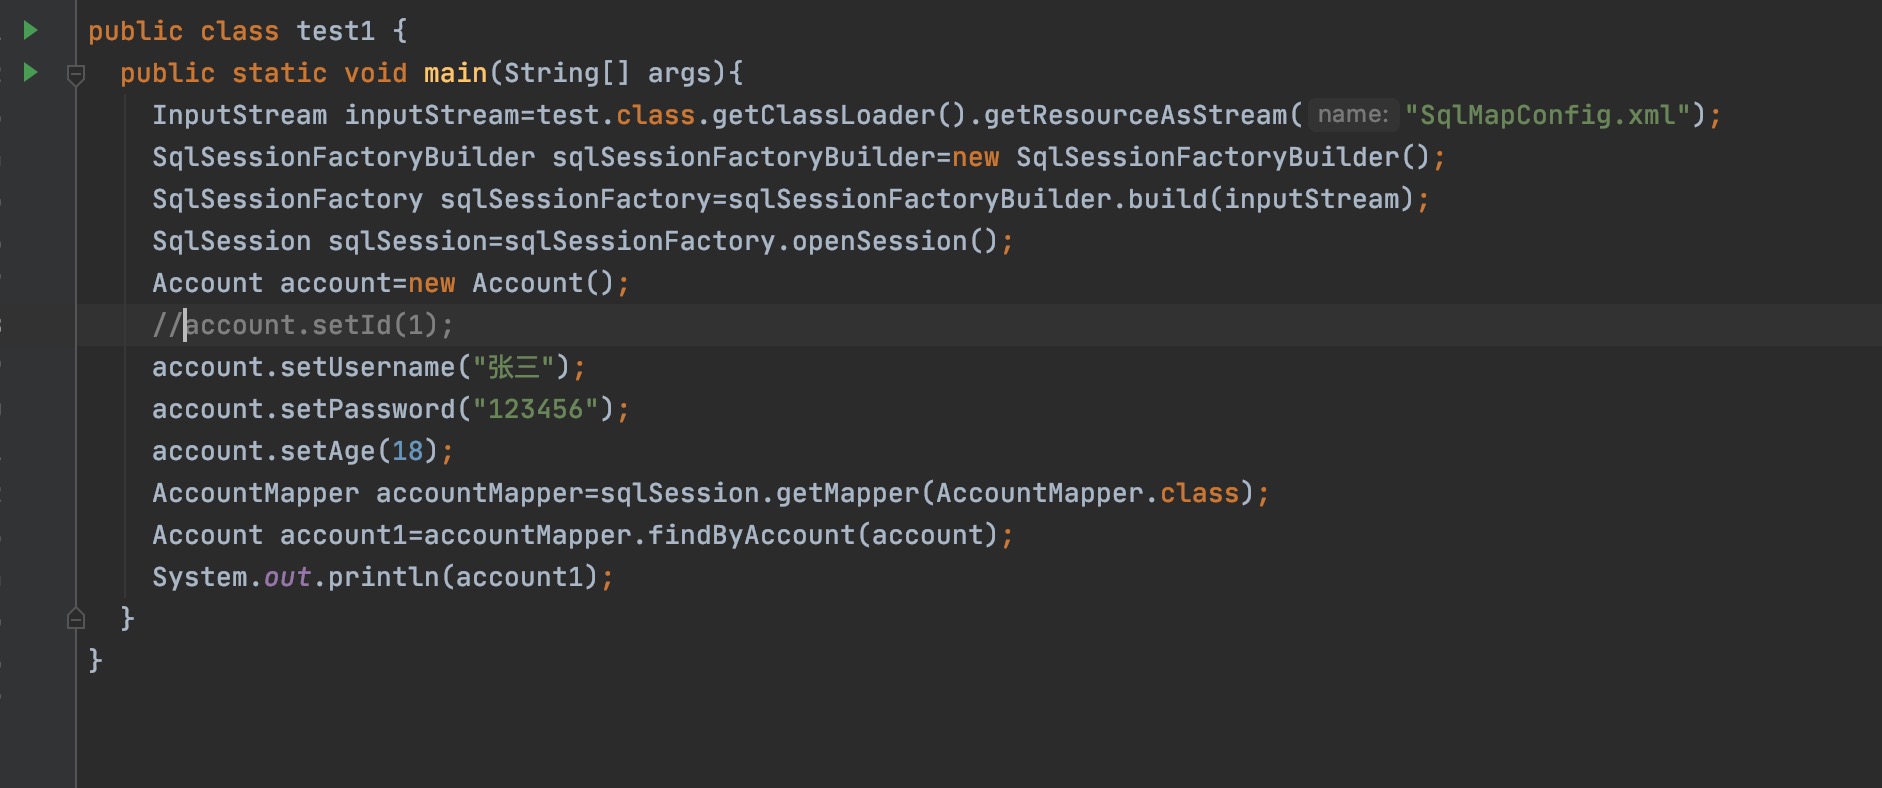 public class test1 {
public static void main(String[] args){
InputStream inputStream=test.class.getClassLoader().getResourceAsStream( name: "SqlMapConfig.xml");
SqlSessionFactoryBuilder sqlSessionFactoryBuilder=new SqlSessionFactoryBuilder();
SqlSessionFactory sqlSessionFactory=sqlSessionFactoryBuilder.build(inputStream);
SqlSession sqlSession=sqlSessionFactory.openSession();
Account account=new Account();
//account.setId(1);
account.setUsername("张三");
account.setPassword("123456");
account.setAge(18);
AccountMapper accountMapper=sqlSession.getMapper(AccountMapper.class);
Account account1=accountMapper.findByAccount(account);
System.out.println(account1);
}
}